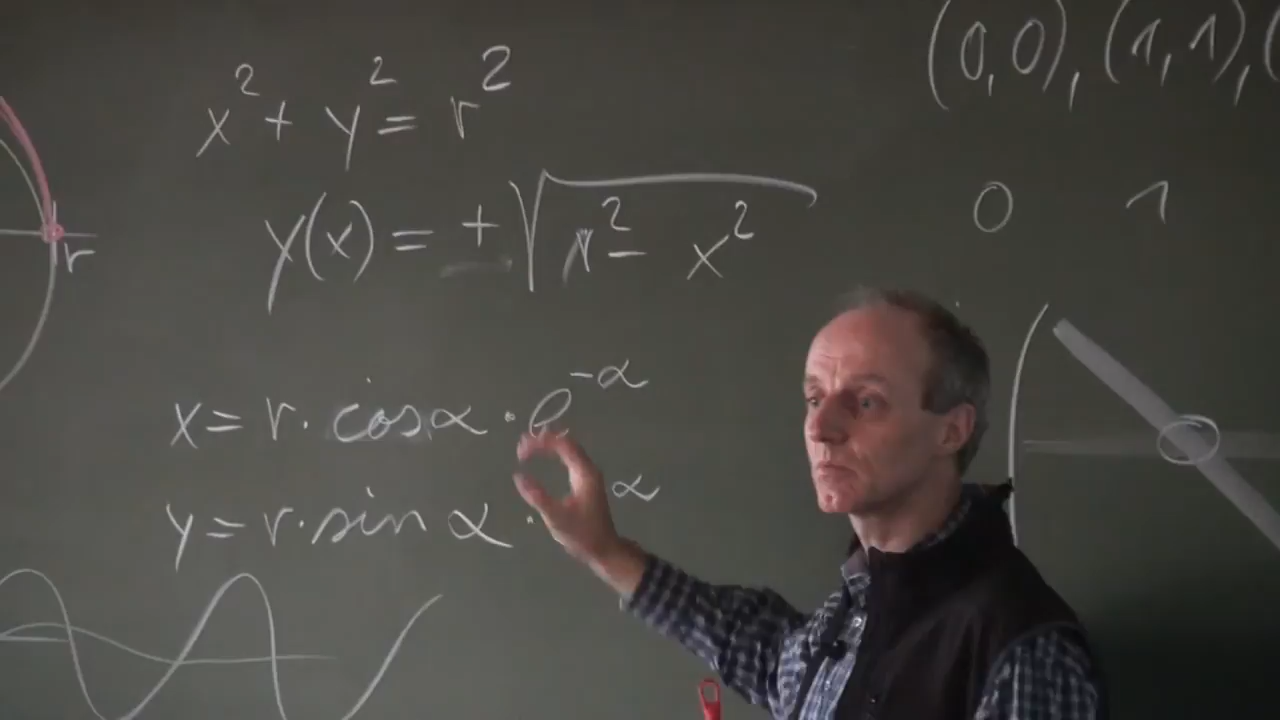 x² + y² = r²
(0,0), (1,1), (
y(x) = +√(r² - x²)
0 1
r
x = r · cos α · e^-α
y = r · sin α · α